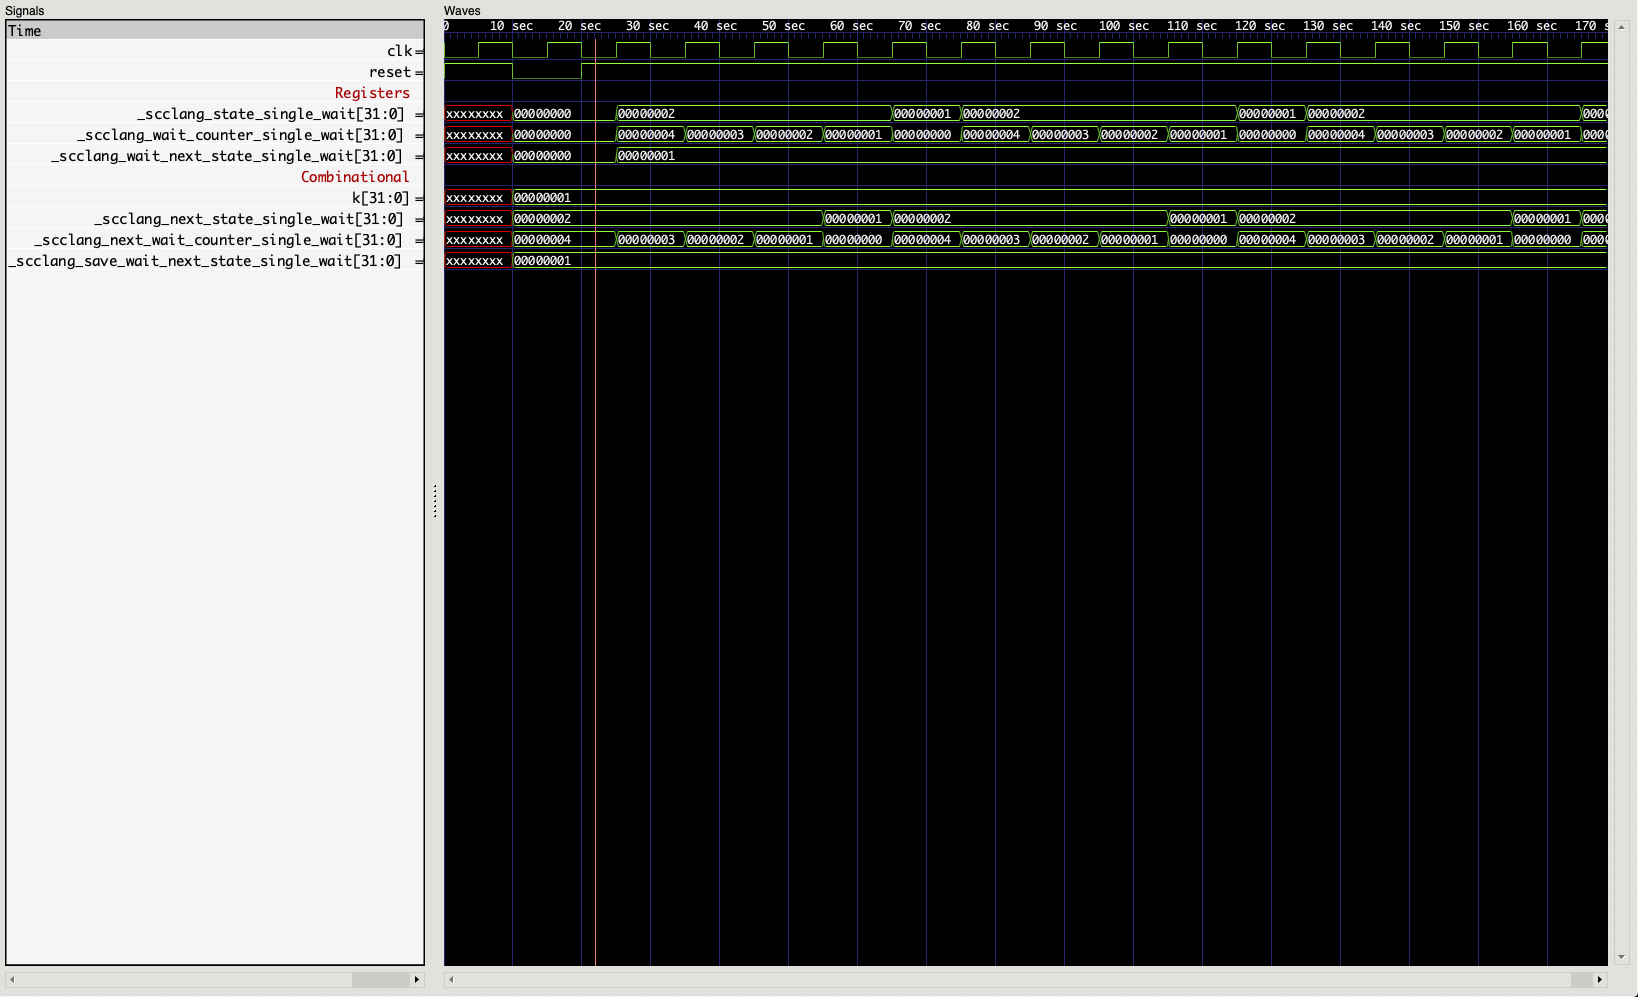 Signals
Waves
Time
0 10 sec 20 sec 30 sec 40 sec 50 sec 60 sec 70 sec 80 sec 90 sec 100 sec 110 sec 120 sec 130 sec 140 sec 150 sec 160 sec 170 s
clk=
reset=
Registers
_scclang_state_single_wait[31:0] = xxxxxxxx 00000000 00000002 00000001 00000002 00000001 00000002 000
_scclang_wait_counter_single_wait[31:0] = xxxxxxxx 00000000 00000004 00000003 00000002 00000001 00000000 00000004 00000003 00000002 00000001 00000000 00000004 00000003 00000002 00000001 000
_scclang_wait_next_state_single_wait[31:0] = xxxxxxxx 00000000 00000001
Combinational
k[31:0]= xxxxxxxx 00000001
_scclang_next_state_single_wait[31:0] = xxxxxxxx 00000002 00000001 00000002 00000001 00000002 00000001 000
_scclang_next_wait_counter_single_wait[31:0] = xxxxxxxx 00000004 00000003 00000002 00000001 00000000 00000004 00000003 00000002 00000001 00000000 00000004 00000003 00000002 00000001 00000000 000
_scclang_save_wait_next_state_single_wait[31:0] = xxxxxxxx 00000001